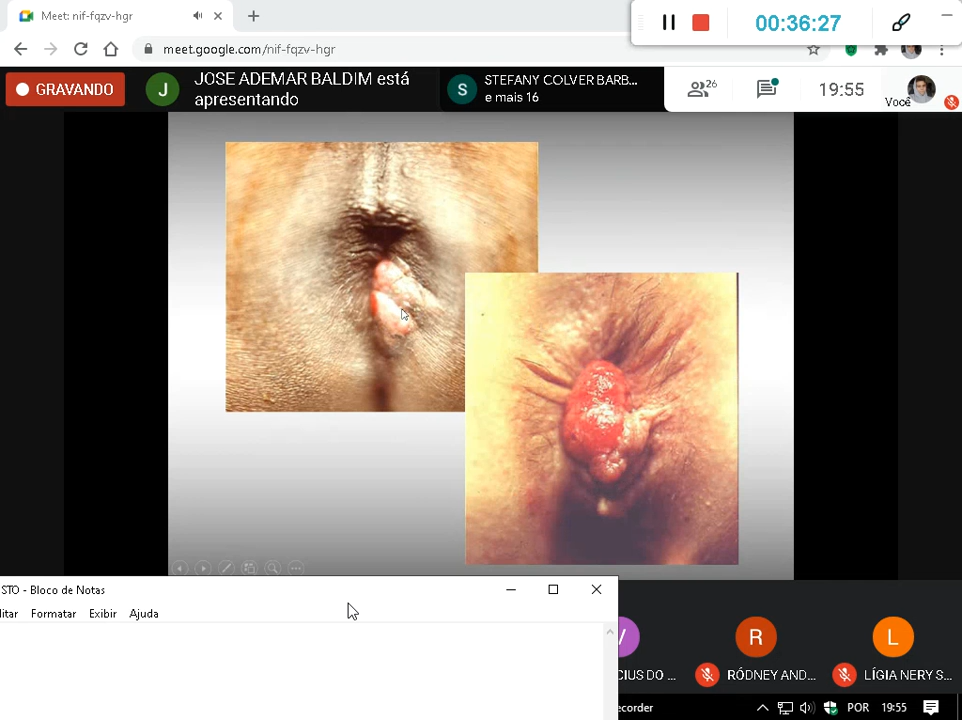 Meet: nif-fqzv-hgr
00:36:27
meet.google.com/nif-fqzv-hgr
GRAVANDO
J
JOSE ADEMAR BALDIM está
apresentando
S
STEFANY COLVER BARB...
e mais 16
26
19:55
Você
STO - Bloco de Notas
litar Formatar Exibir Ajuda
V
R
L
CIUS DO ...
RÓDNEY AND...
LÍGIA NERY S...
ecorder
POR
19:55